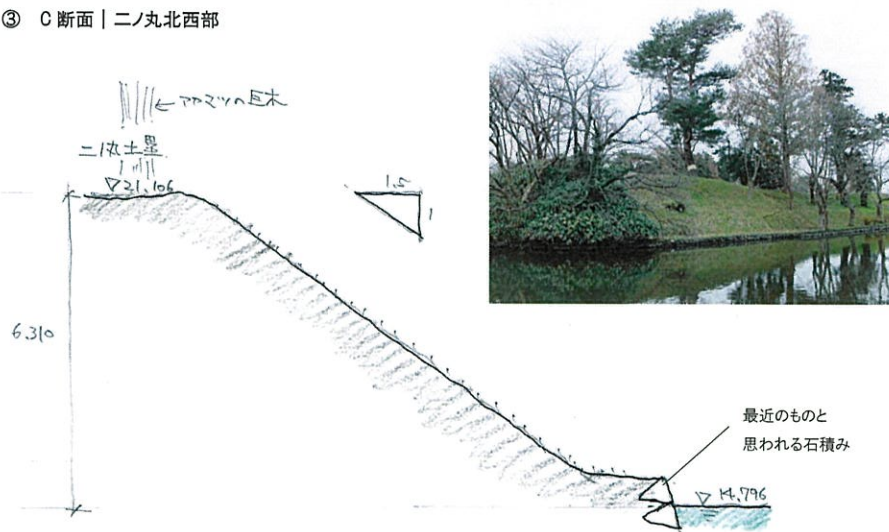 ③ C 断面 | 二ノ丸北西部
←アカマツの巨木
二ノ丸土塁
▽21.106
1.5
1
6.310
最近のものと
思われる石積み
▽14.796